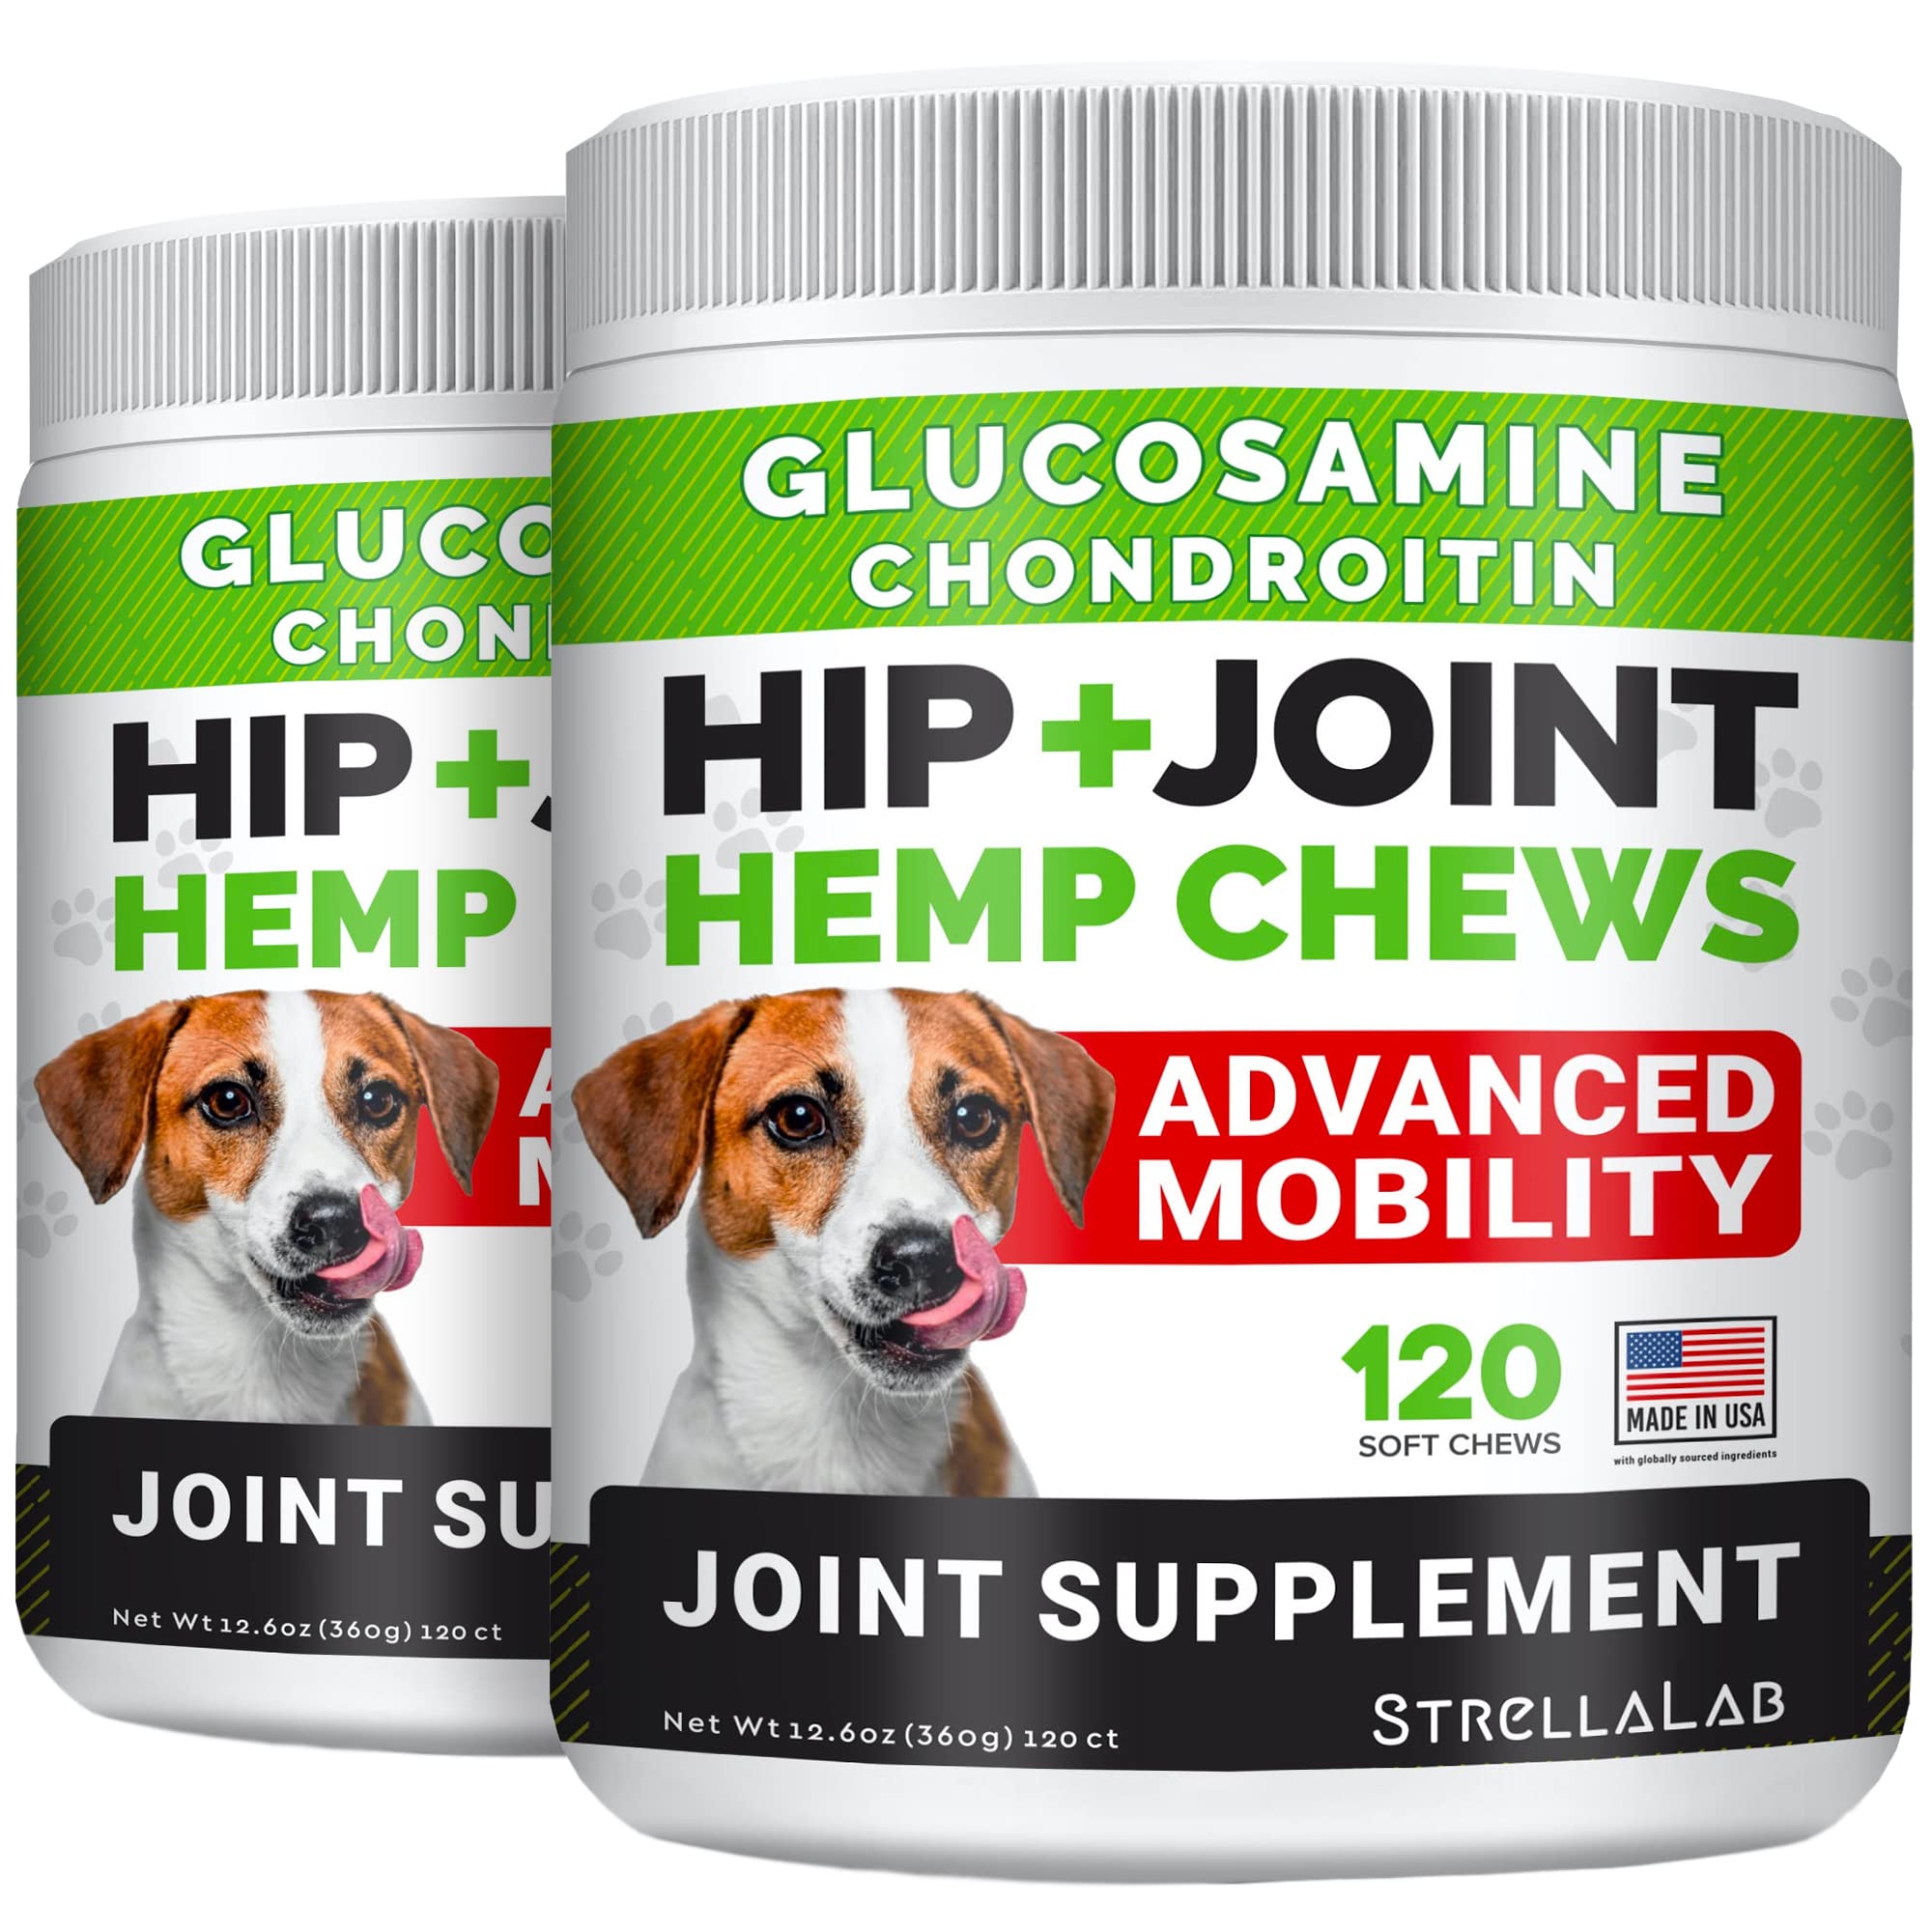 GLUCO
CHON
HIP +
HEMP
JOINT SU
Net Wt 12.6oz (360g) 120 ct
GLUCOSAMINE
CHONDROITIN
HIP + JOINT
HEMP CHEWS
ADVANCED
MOBILITY
120
SOFT CHEWS
MADE IN USA
with globally sourced ingredients
JOINT SUPPLEMENT
Net Wt 12.6oz (360g) 120 ct
STRELLALAB